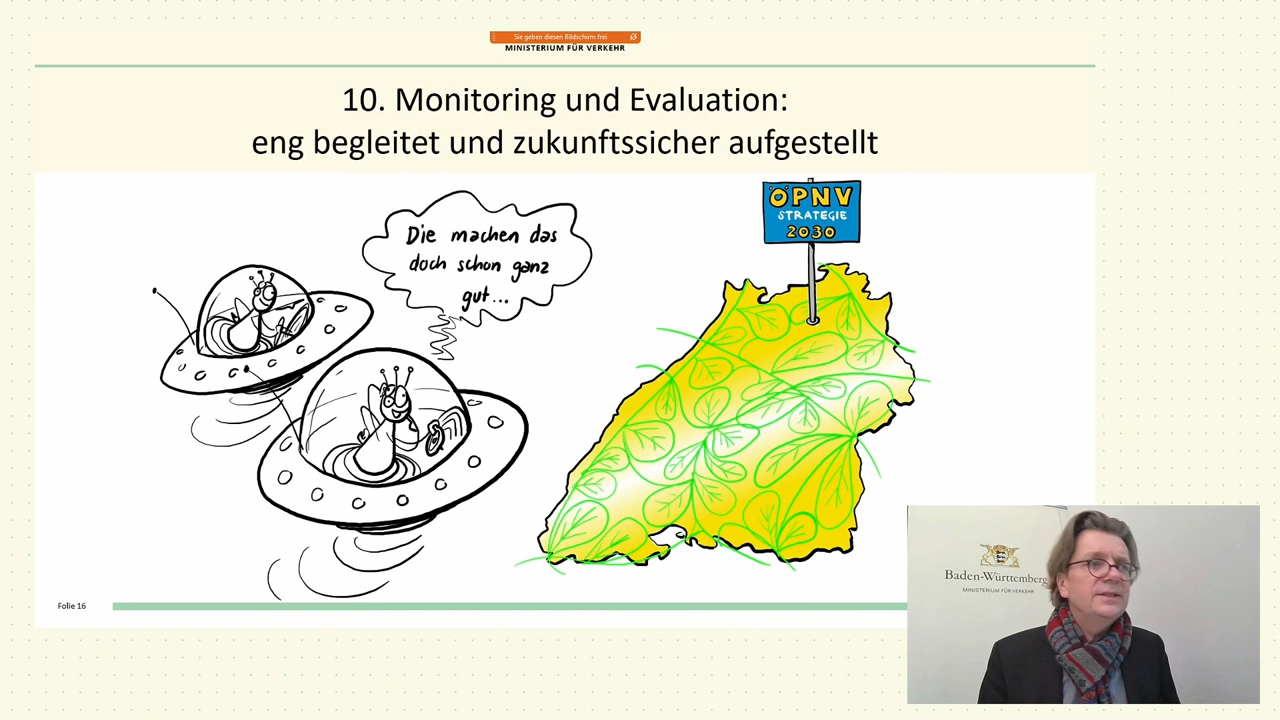 Sie geben diesen Bildschirm frei
MINISTERIUM FÜR VERKEHR
10. Monitoring und Evaluation:
eng begleitet und zukunftssicher aufgestellt
Die machen das
doch schon ganz
gut...
ÖPNV
STRATEGIE
2030
Folie 16
Baden-Württemberg
MINISTERIUM FÜR VERKEHR